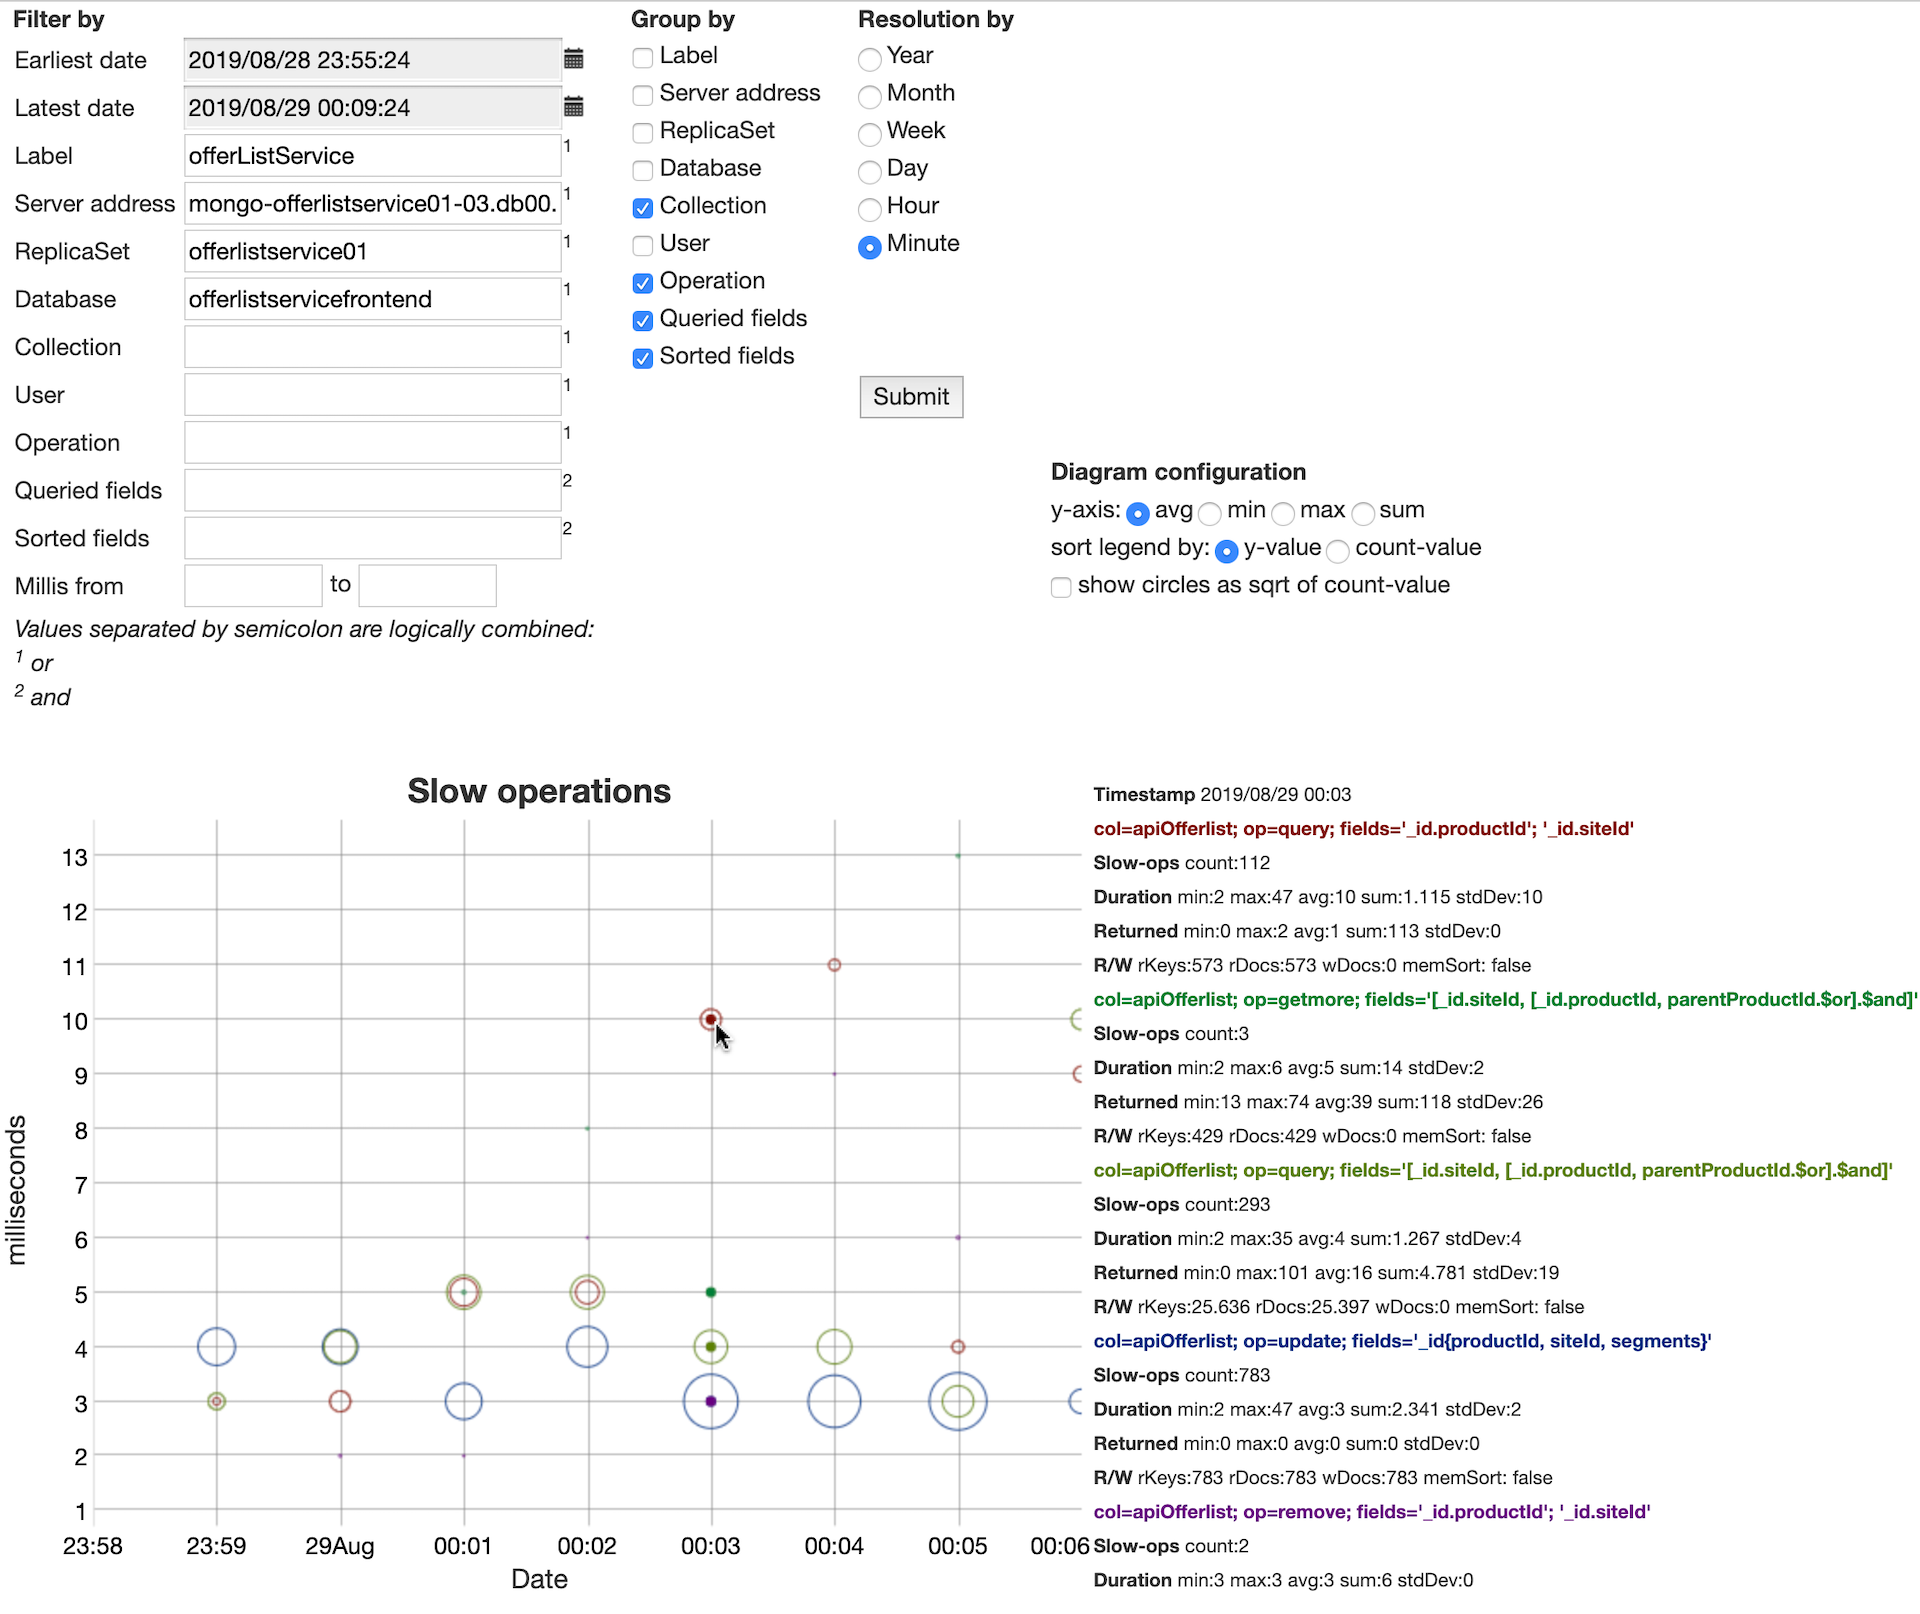 Filter by
Earliest date 2019/08/28 23:55:24
Latest date 2019/08/29 00:09:24
Label offerListService 1
Server address mongo-offerlistservice01-03.db00. 1
ReplicaSet offerlistservice01 1
Database offerlistservicefrontend 1
Collection 1
User 1
Operation 1
Queried fields 2
Sorted fields 2
Millis from to
Values separated by semicolon are logically combined:
1 or
2 and
Group by
Label
Server address
ReplicaSet
Database
Collection
User
Operation
Queried fields
Sorted fields
Resolution by
Year
Month
Week
Day
Hour
Minute
Submit
Diagram configuration
y-axis: avg min max sum
sort legend by: y-value count-value
show circles as sqrt of count-value
Slow operations
13
12
11
10
9
8
7
6
5
4
3
2
1
milliseconds
23:58 23:59 29Aug 00:01 00:02 00:03 00:04 00:05 00:06
Date
Timestamp 2019/08/29 00:03
col=apiOfferlist; op=query; fields='_id.productId'; '_id.siteId'
Slow-ops count:112
Duration min:2 max:47 avg:10 sum:1.115 stdDev:10
Returned min:0 max:2 avg:1 sum:113 stdDev:0
R/W rKeys:573 rDocs:573 wDocs:0 memSort: false
col=apiOfferlist; op=getmore; fields='[_id.siteId, [_id.productId, parentProductId.$or].$and]'
Slow-ops count:3
Duration min:2 max:6 avg:5 sum:14 stdDev:2
Returned min:13 max:74 avg:39 sum:118 stdDev:26
R/W rKeys:429 rDocs:429 wDocs:0 memSort: false
col=apiOfferlist; op=query; fields='[_id.siteId, [_id.productId, parentProductId.$or].$and]'
Slow-ops count:293
Duration min:2 max:35 avg:4 sum:1.267 stdDev:4
Returned min:0 max:101 avg:16 sum:4.781 stdDev:19
R/W rKeys:25.636 rDocs:25.397 wDocs:0 memSort: false
col=apiOfferlist; op=update; fields='_id{productId, siteId, segments}'
Slow-ops count:783
Duration min:2 max:47 avg:3 sum:2.341 stdDev:2
Returned min:0 max:0 avg:0 sum:0 stdDev:0
R/W rKeys:783 rDocs:783 wDocs:783 memSort: false
col=apiOfferlist; op=remove; fields='_id.productId'; '_id.siteId'
Slow-ops count:2
Duration min:3 max:3 avg:3 sum:6 stdDev:0